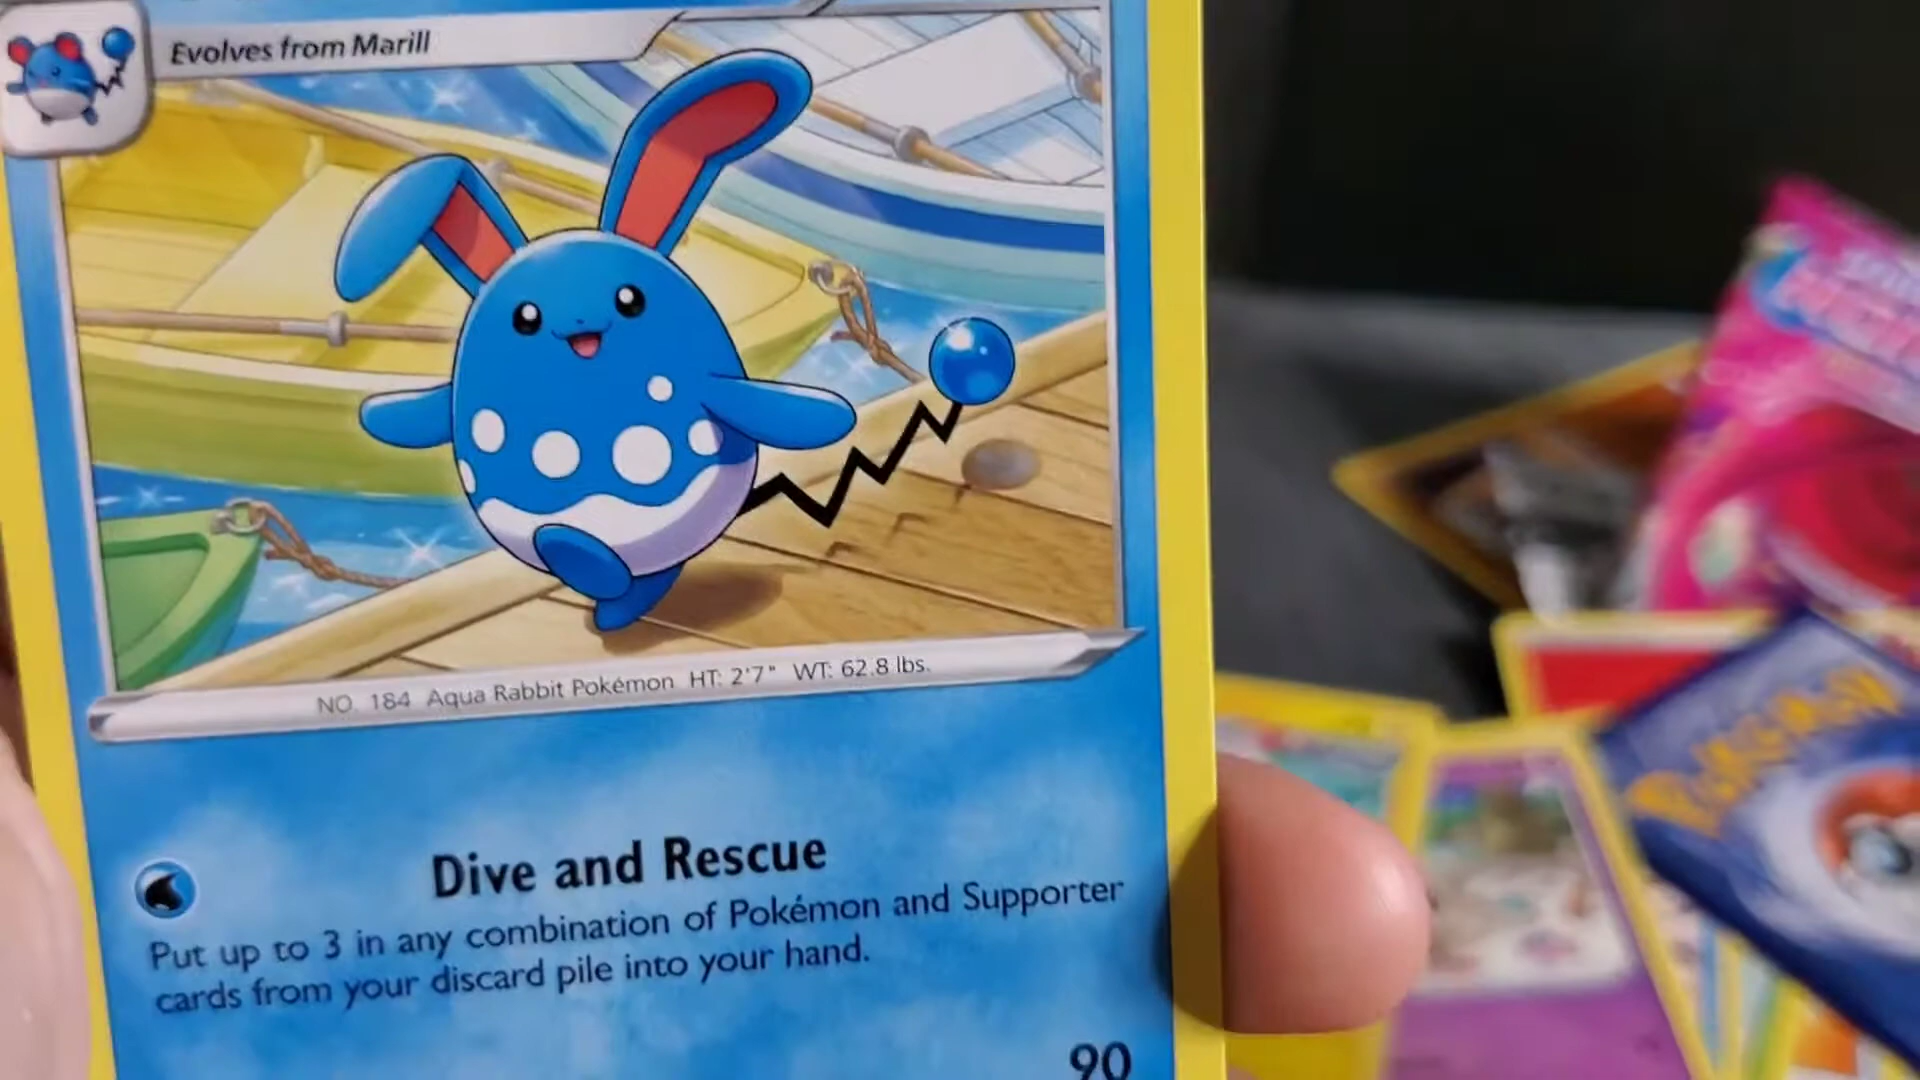 Evolves from Marill
NO. 184 Aqua Rabbit Pokémon HT: 2'7" WT: 62.8 lbs.
Dive and Rescue
Put up to 3 in any combination of Pokémon and Supporter
cards from your discard pile into your hand.
90
Pokémon